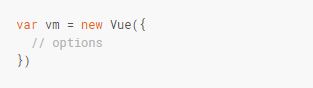 var vm = new Vue({
  // options
})